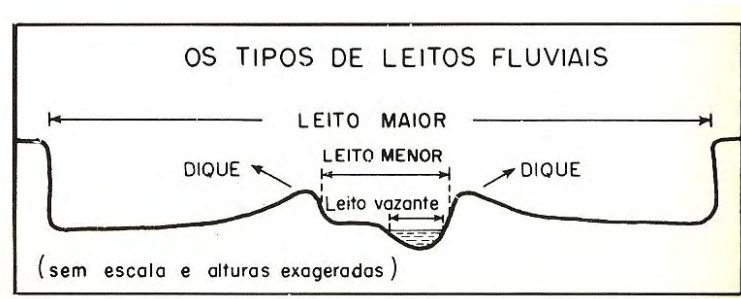 OS TIPOS DE LEITOS FLUVIAIS
LEITO MAIOR
LEITO MENOR
DIQUE
DIQUE
Leito vazante
(sem escala e alturas exageradas)